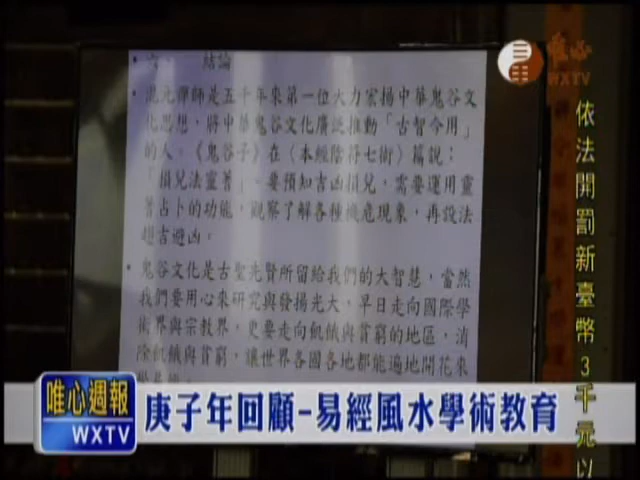 唯心
WXTV
六、 結論
• 混元禪師是五千年來第一位大力宏揚中華鬼谷文
化思想，將中華鬼谷文化廣泛推動「古智今用」
的人。《鬼谷子》在〈本經陰符七術〉篇說：
「損兌法靈蓍」。要預知吉凶損兌，需要運用靈
蓍占卜的功能，觀察了解各種機危現象，再設法
趨吉避凶。
• 鬼谷文化是古聖先賢所留給我們的大智慧，當然
我們要用心來研究與發揚光大，早日走向國際學
術界與宗教界，更要走向飢餓與貧窮的地區，消
除飢餓與貧窮，讓世界各國各地都能遍地開花來
依法開罰新臺幣3千元以
唯心週報
WXTV
庚子年回顧-易經風水學術教育